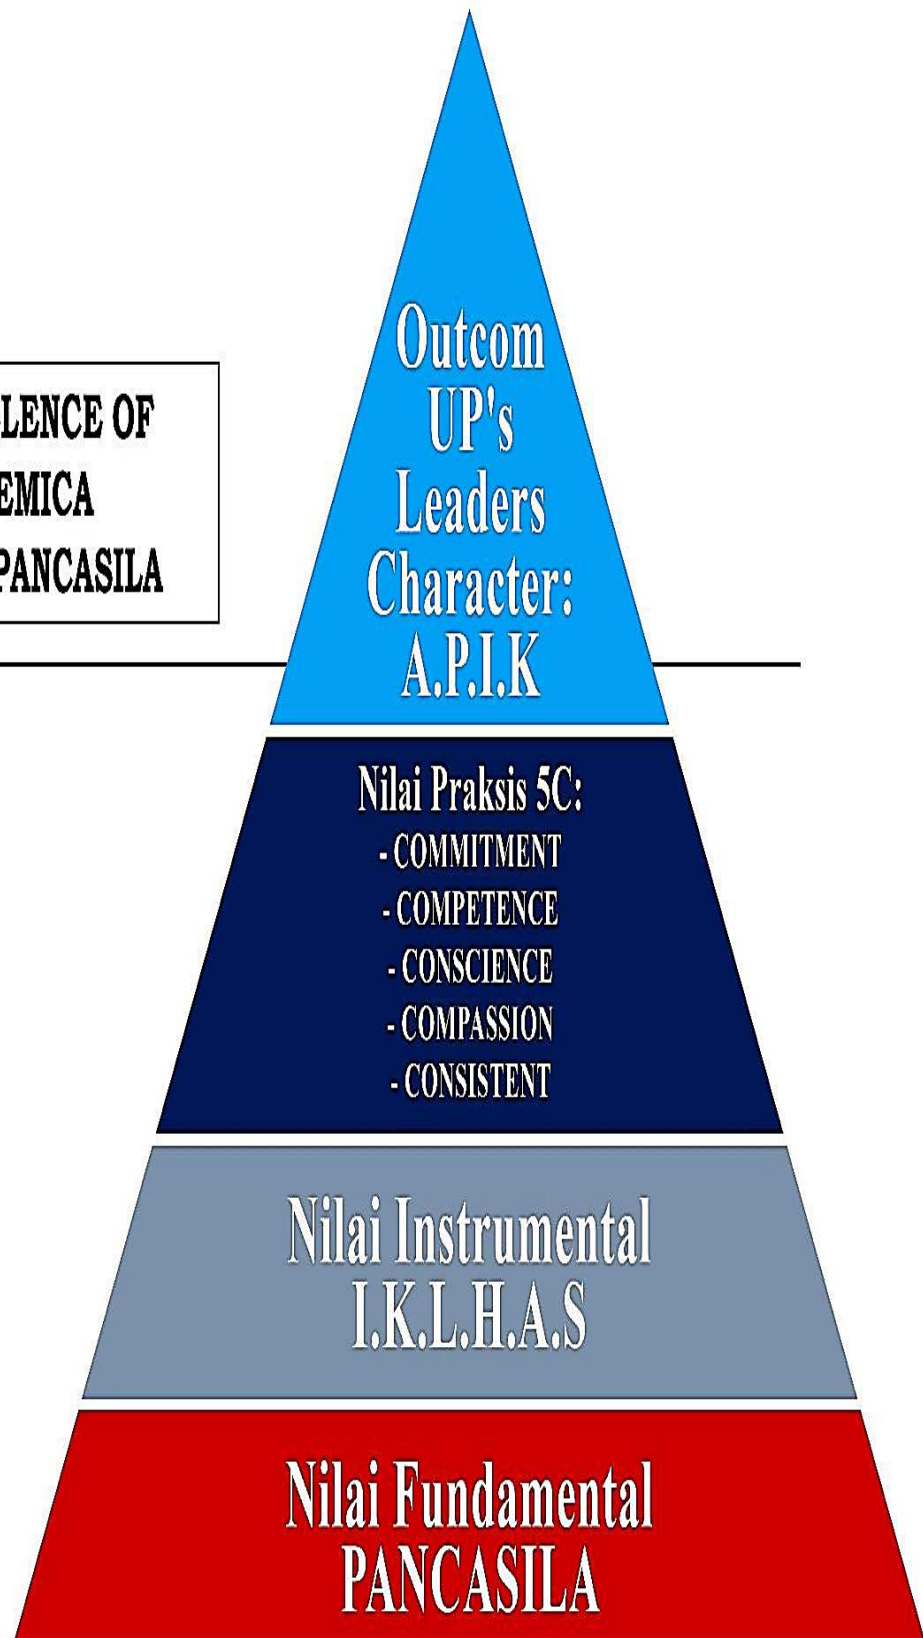 LENCE OF
EMICA
PANCASILA
Outcom
UP's
Leaders
Character:
A.P.I.K
Nilai Praksis 5C:
- COMMITMENT
- COMPETENCE
- CONSCIENCE
- COMPASSION
- CONSISTENT
Nilai Instrumental
I.K.L.H.A.S
Nilai Fundamental
PANCASILA